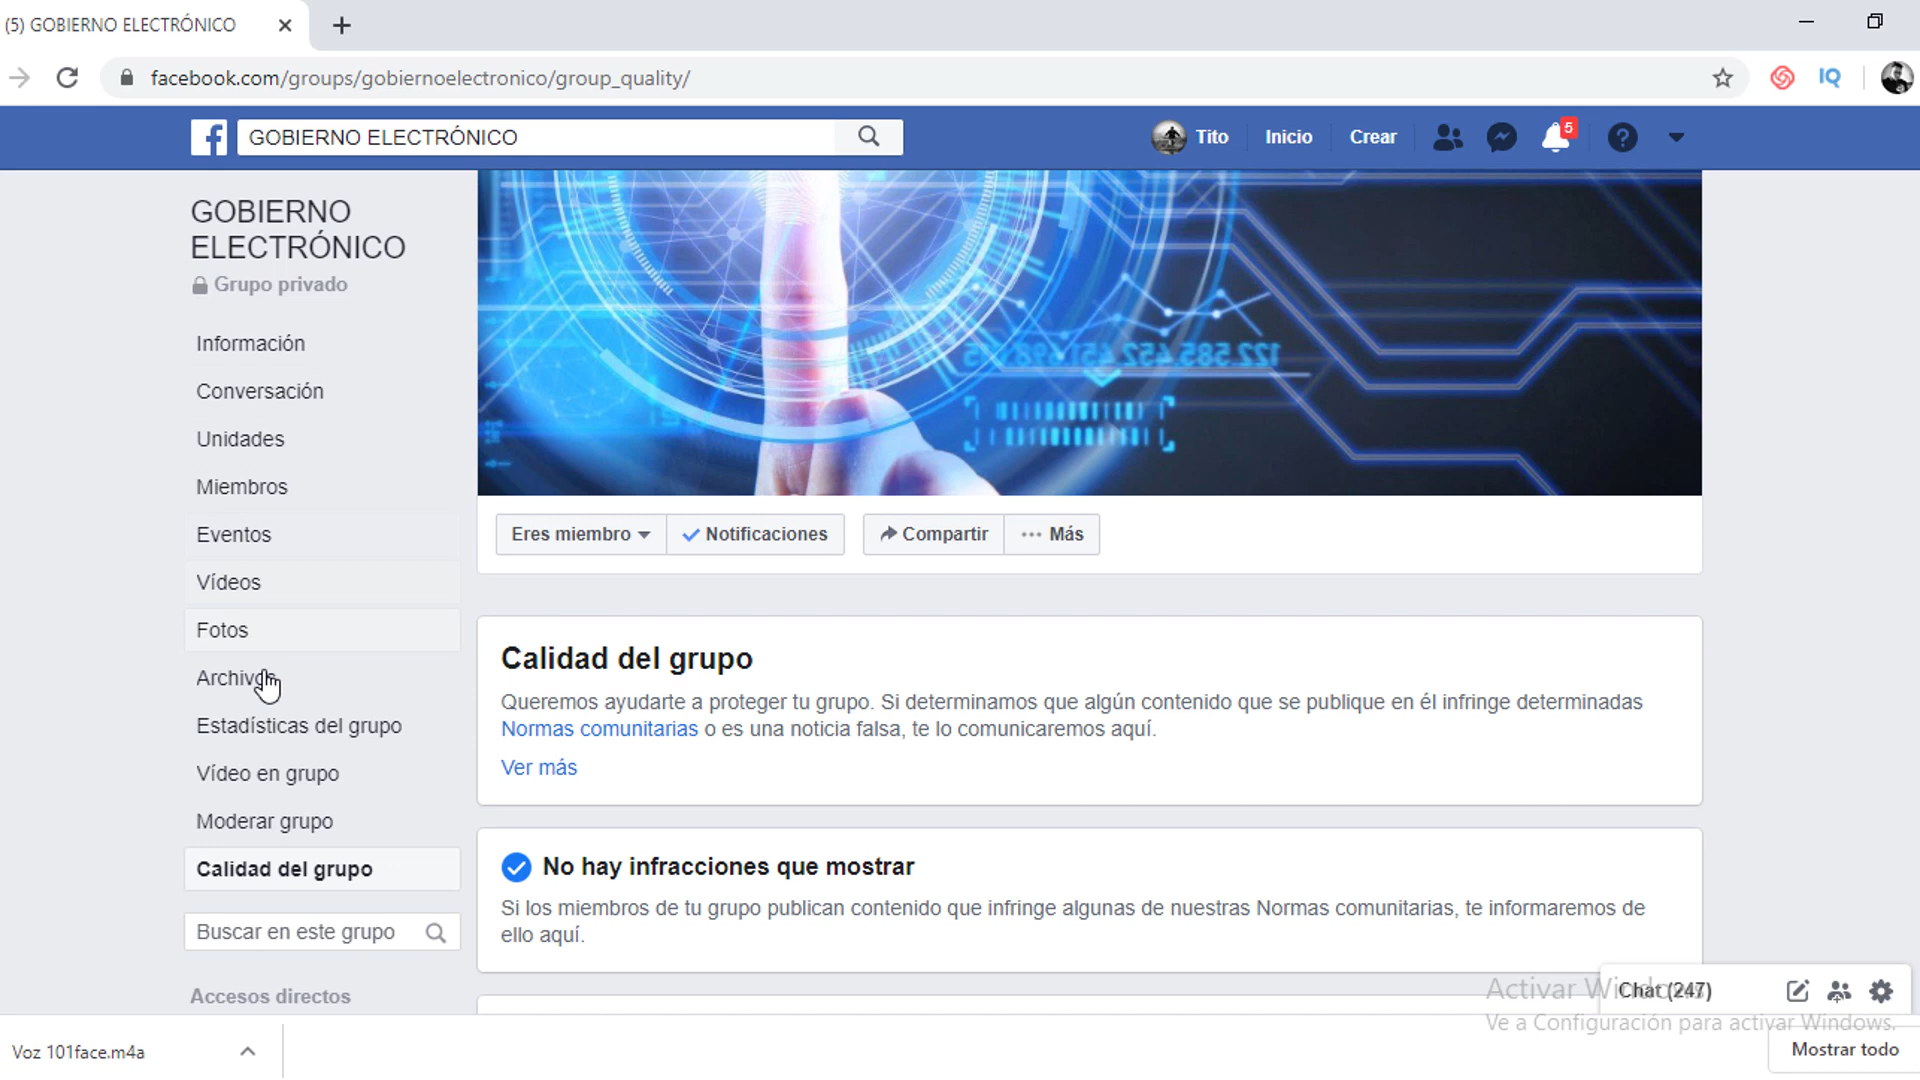 (5) GOBIERNO ELECTRÓNICO
facebook.com/groups/gobiernoelectronico/group_quality/
IQ
GOBIERNO ELECTRÓNICO
Tito
Inicio
Crear
5
GOBIERNO
ELECTRÓNICO
Grupo privado
Información
Conversación
Unidades
Miembros
Eventos
Vídeos
Fotos
Archivos
Estadísticas del grupo
Vídeo en grupo
Moderar grupo
Calidad del grupo
Buscar en este grupo
Accesos directos
Eres miembro
Notificaciones
Compartir
Más
Calidad del grupo
Queremos ayudarte a proteger tu grupo. Si determinamos que algún contenido que se publique en él infringe determinadas
Normas comunitarias o es una noticia falsa, te lo comunicaremos aquí.
Ver más
No hay infracciones que mostrar
Si los miembros de tu grupo publican contenido que infringe algunas de nuestras Normas comunitarias, te informaremos de
ello aquí.
Activar Windows
Chat (247)
Ve a Configuración para activar Windows.
Voz 101face.m4a
Mostrar todo